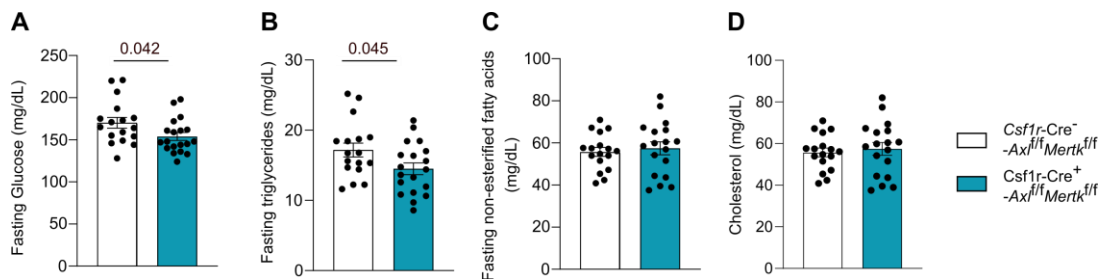 A
Fasting Glucose (mg/dL)
250
200
150
100
50
0
0.042
B
Fasting triglycerides (mg/dL)
30
20
10
0
0.045
C
Fasting non-esterified fatty acids
(mg/dL)
100
80
60
40
20
0
D
Cholesterol (mg/dL)
100
80
60
40
20
0
Csf1r-Cre⁻
-Axl^f/f Mertk^f/f
Csf1r-Cre⁺
-Axl^f/f Mertk^f/f